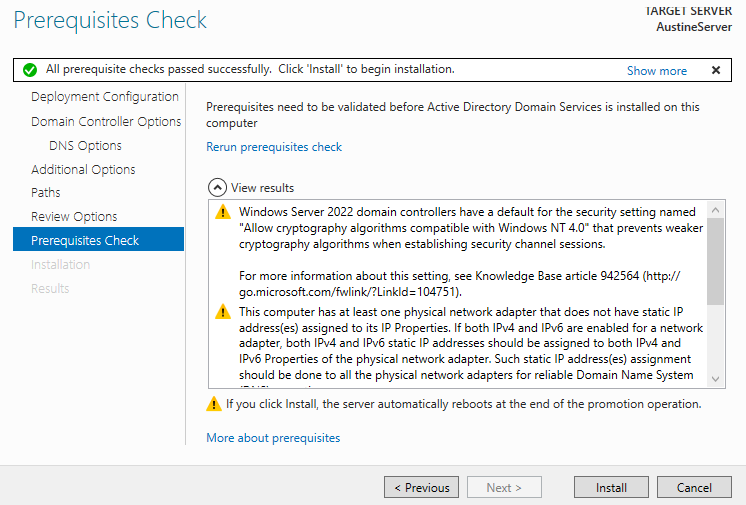 Prerequisites Check
TARGET SERVER
AustineServer
All prerequisite checks passed successfully. Click 'Install' to begin installation.
Show more
Deployment Configuration
Domain Controller Options
DNS Options
Additional Options
Paths
Review Options
Prerequisites Check
Installation
Results
Prerequisites need to be validated before Active Directory Domain Services is installed on this
computer
Rerun prerequisites check
View results
Windows Server 2022 domain controllers have a default for the security setting named
"Allow cryptography algorithms compatible with Windows NT 4.0" that prevents weaker
cryptography algorithms when establishing security channel sessions.
For more information about this setting, see Knowledge Base article 942564 (http://
go.microsoft.com/fwlink/?LinkId=104751).
This computer has at least one physical network adapter that does not have static IP
address(es) assigned to its IP Properties. If both IPv4 and IPv6 are enabled for a network
adapter, both IPv4 and IPv6 static IP addresses should be assigned to both IPv4 and
IPv6 Properties of the physical network adapter. Such static IP address(es) assignment
should be done to all the physical network adapters for reliable Domain Name System
If you click Install, the server automatically reboots at the end of the promotion operation.
More about prerequisites
< Previous
Next >
Install
Cancel